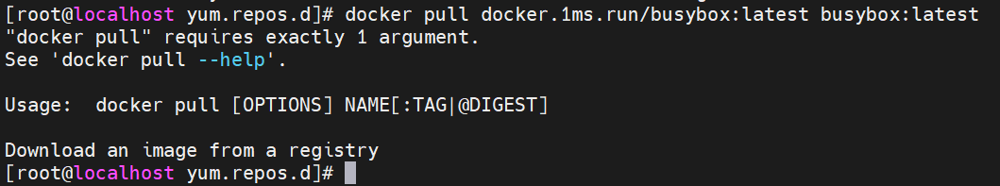 [root@localhost yum.repos.d]# docker pull docker.1ms.run/busybox:latest busybox:latest
"docker pull" requires exactly 1 argument.
See 'docker pull --help'.

Usage:  docker pull [OPTIONS] NAME[:TAG|@DIGEST]

Download an image from a registry
[root@localhost yum.repos.d]#